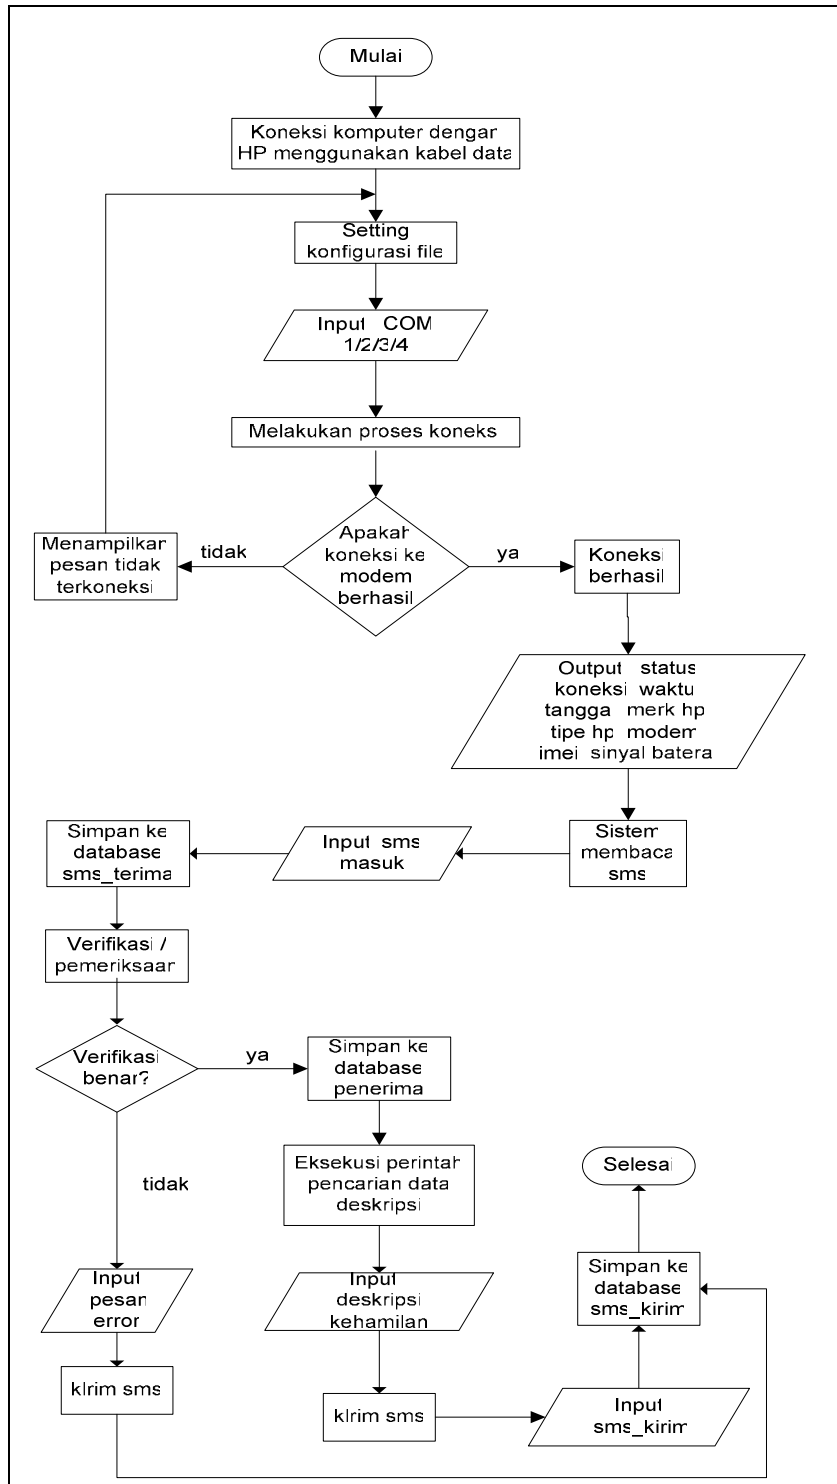 Mulai
Koneksi komputer dengan
HP menggunakan kabel data
Setting
konfigurasi file
Input COM
1/2/3/4
Melakukan proses koneks
Apakah
koneksi ke
modem
berhasil
tidak
Menampilkan
pesan tidak
terkoneksi
ya
Koneksi
berhasil
Output status
koneksi waktu
tangga merk hp
tipe hp modem
imei sinyal batera
Sistem
membaca
sms
Input sms
masuk
Simpan ke
database
sms_terima
Verifikasi /
pemeriksaan
Verifikasi
benar?
ya
Simpan ke
database
penerima
Eksekusi perintah
pencarian data
deskripsi
tidak
Input
pesan
error
kIrim sms
Input
deskripsi
kehamilan
kIrim sms
Input
sms_kirim
Simpan ke
database
sms_kirim
Selesai